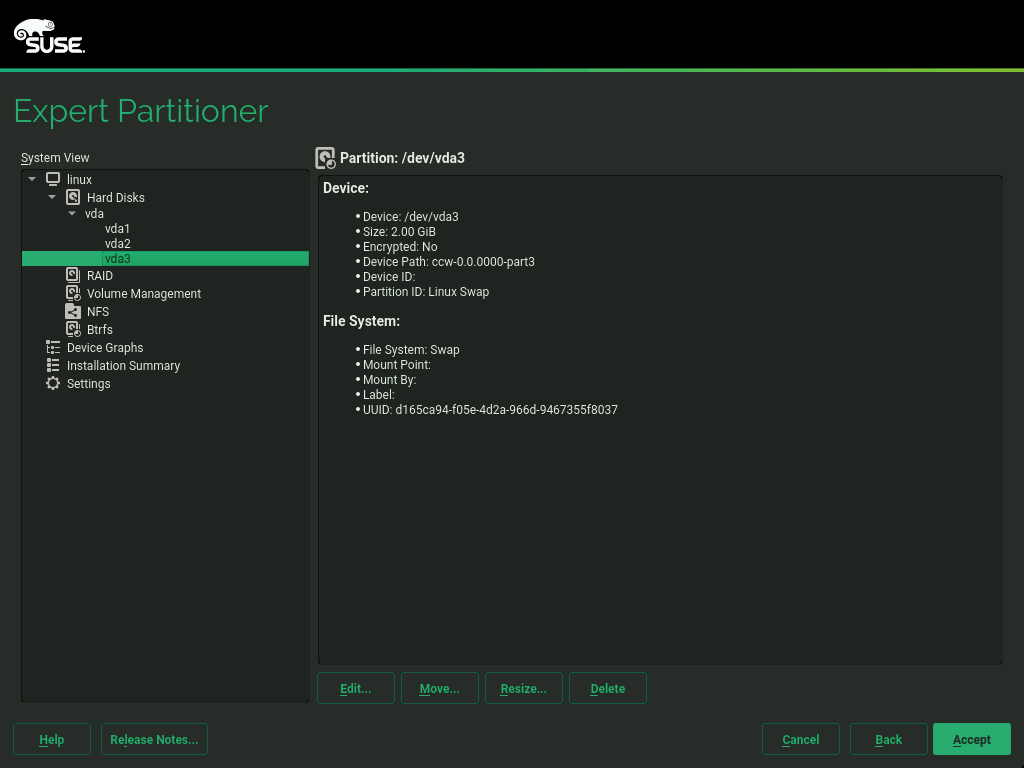 SUSE.
Expert Partitioner
System View
linux
Hard Disks
vda
vda1
vda2
vda3
RAID
Volume Management
NFS
Btrfs
Device Graphs
Installation Summary
Settings
Partition: /dev/vda3
Device:
• Device: /dev/vda3
• Size: 2.00 GiB
• Encrypted: No
• Device Path: ccw-0.0.0000-part3
• Device ID:
• Partition ID: Linux Swap
File System:
• File System: Swap
• Mount Point:
• Mount By:
• Label:
• UUID: d165ca94-f05e-4d2a-966d-9467355f8037
Edit... Move... Resize... Delete
Help Release Notes... Cancel Back Accept